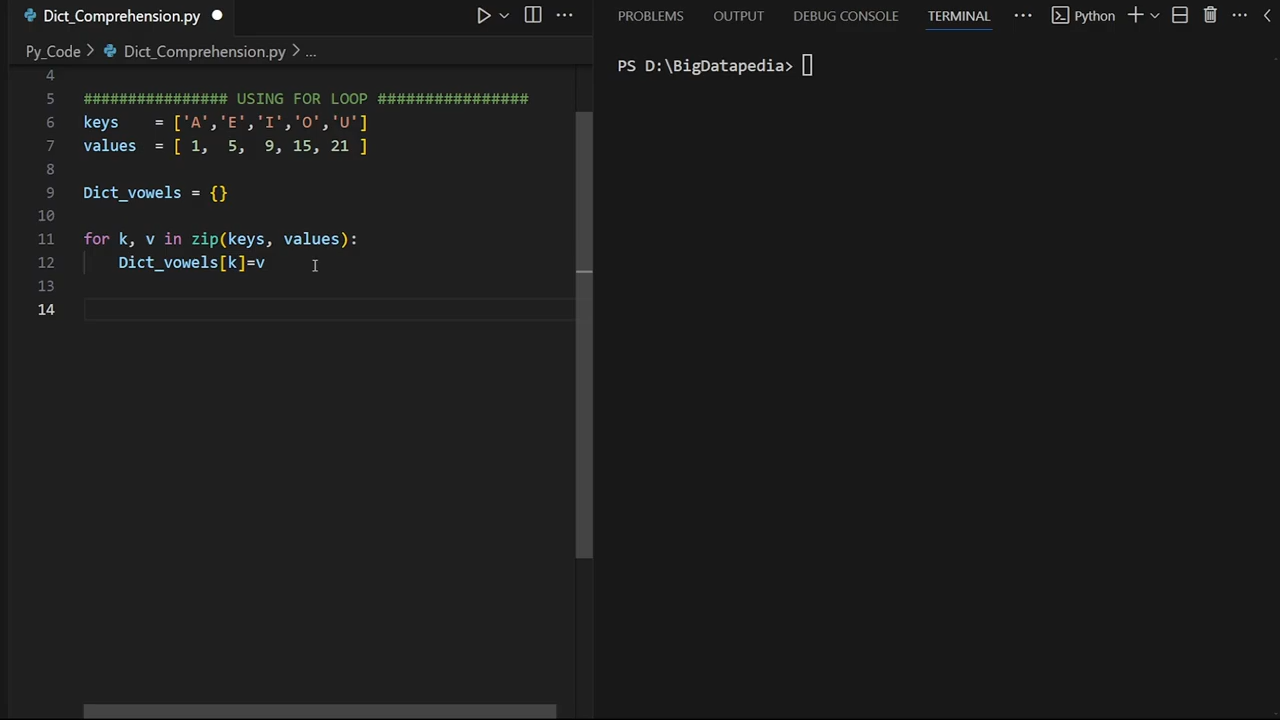 Dict_Comprehension.py
PROBLEMS OUTPUT DEBUG CONSOLE TERMINAL ... Python
Py_Code > Dict_Comprehension.py > ...
4
5 ############### USING FOR LOOP ################
6 keys    = ['A','E','I','O','U']
7 values  = [ 1,  5,  9, 15, 21 ]
8
9 Dict_vowels = {}
10
11 for k, v in zip(keys, values):
12     Dict_vowels[k]=v
13
14
PS D:\BigDatapedia>